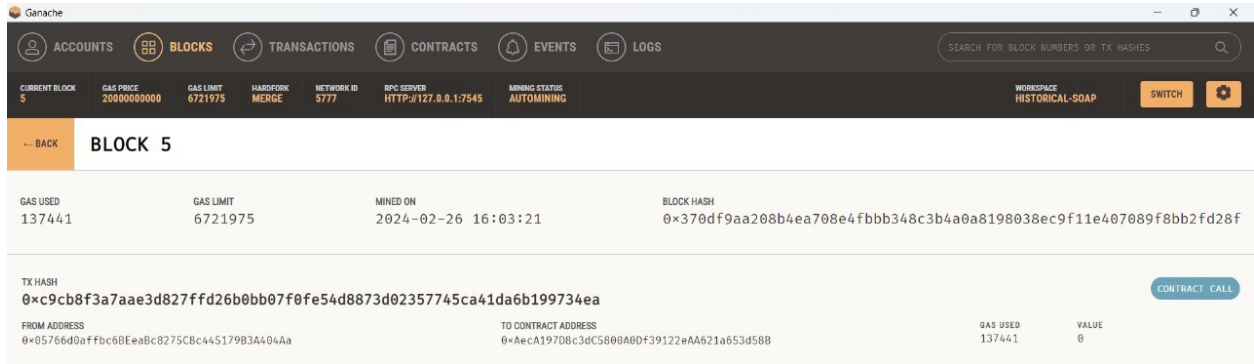 Ganache
ACCOUNTS BLOCKS TRANSACTIONS CONTRACTS EVENTS LOGS SEARCH FOR BLOCK NUMBERS OR TX HASHES
CURRENT BLOCK GAS PRICE GAS LIMIT HARDFORK NETWORK ID RPC SERVER MINING STATUS WORKSPACE
5 20000000000 6721975 MERGE 5777 HTTP://127.0.0.1:7545 AUTOMINING HISTORICAL-SOAP SWITCH
← BACK BLOCK 5
GAS USED GAS LIMIT MINED ON BLOCK HASH
137441 6721975 2024-02-26 16:03:21 0×370df9aa208b4ea708e4fbbb348c3b4a0a8198038ec9f11e407089f8bb2fd28f
TX HASH
0×c9cb8f3a7aae3d827ffd26b0bb07f0fe54d8873d02357745ca41da6b199734ea CONTRACT CALL
FROM ADDRESS TO CONTRACT ADDRESS GAS USED VALUE
0×05766d0affbc6BEeaBc8275C8c445179B3A404Aa 0×AecA197D8c3dC5800A0Df39122eAA621a653d58B 137441 0